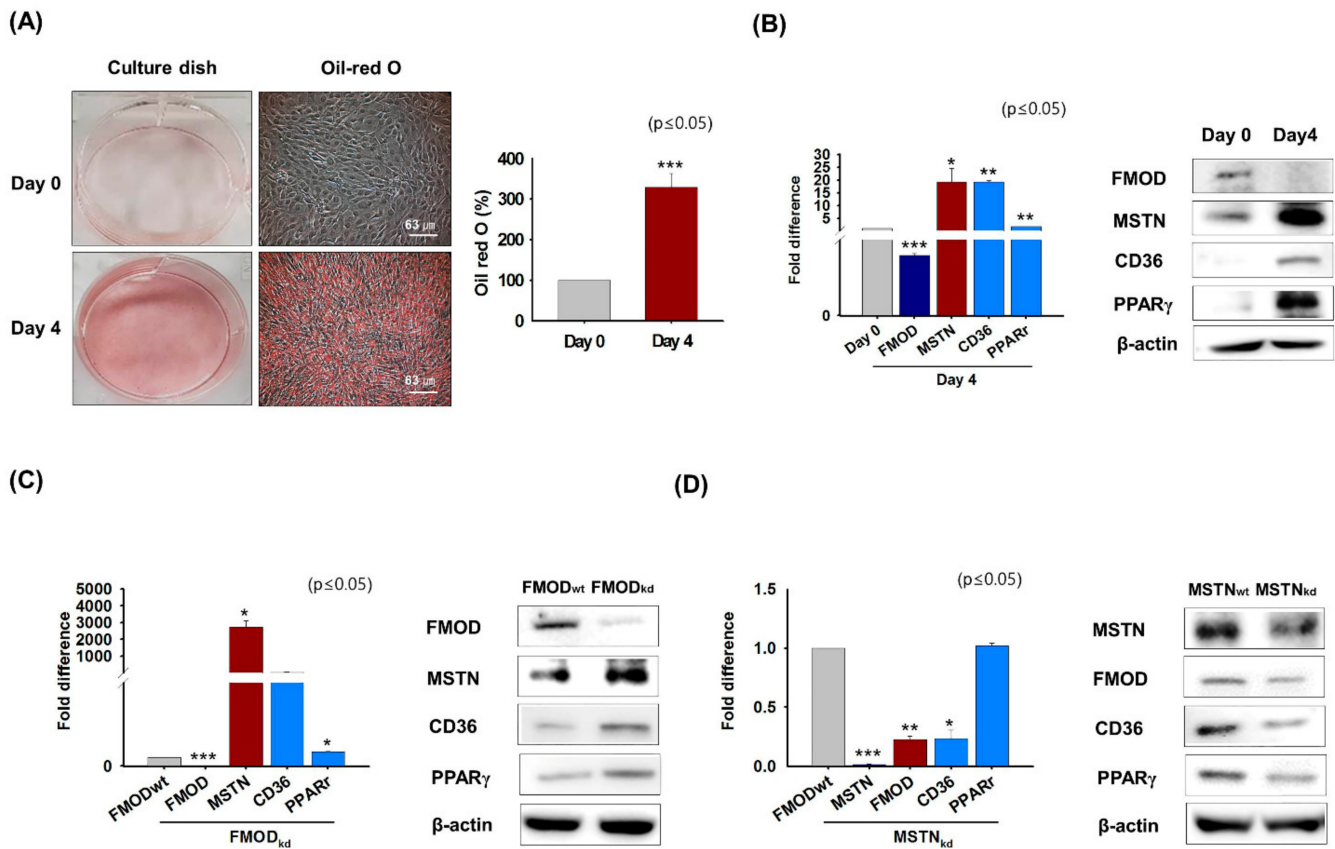 (A)
Culture dish Oil-red O
Day 0
63 ㎛
Day 4
63 ㎛
(p≤0.05)
Oil red O (%)
400
300
200
100
0
***
Day 0 Day 4
(B)
(p≤0.05)
Fold difference
30
25
20
15
10
5
0
*** * ** **
Day 0 FMOD MSTN CD36 PPARr
Day 4
Day 0 Day4
FMOD
MSTN
CD36
PPARγ
β-actin
(C)
(p≤0.05)
Fold difference
5000
4000
3000
2000
1000
0
*** * *
FMODwt FMOD MSTN CD36 PPARr
FMODkd
FMODwt FMODkd
FMOD
MSTN
CD36
PPARγ
β-actin
(D)
(p≤0.05)
Fold difference
1.5
1.0
0.5
0.0
*** ** *
FMODwt MSTN FMOD CD36 PPARr
MSTNkd
MSTNwt MSTNkd
MSTN
FMOD
CD36
PPARγ
β-actin